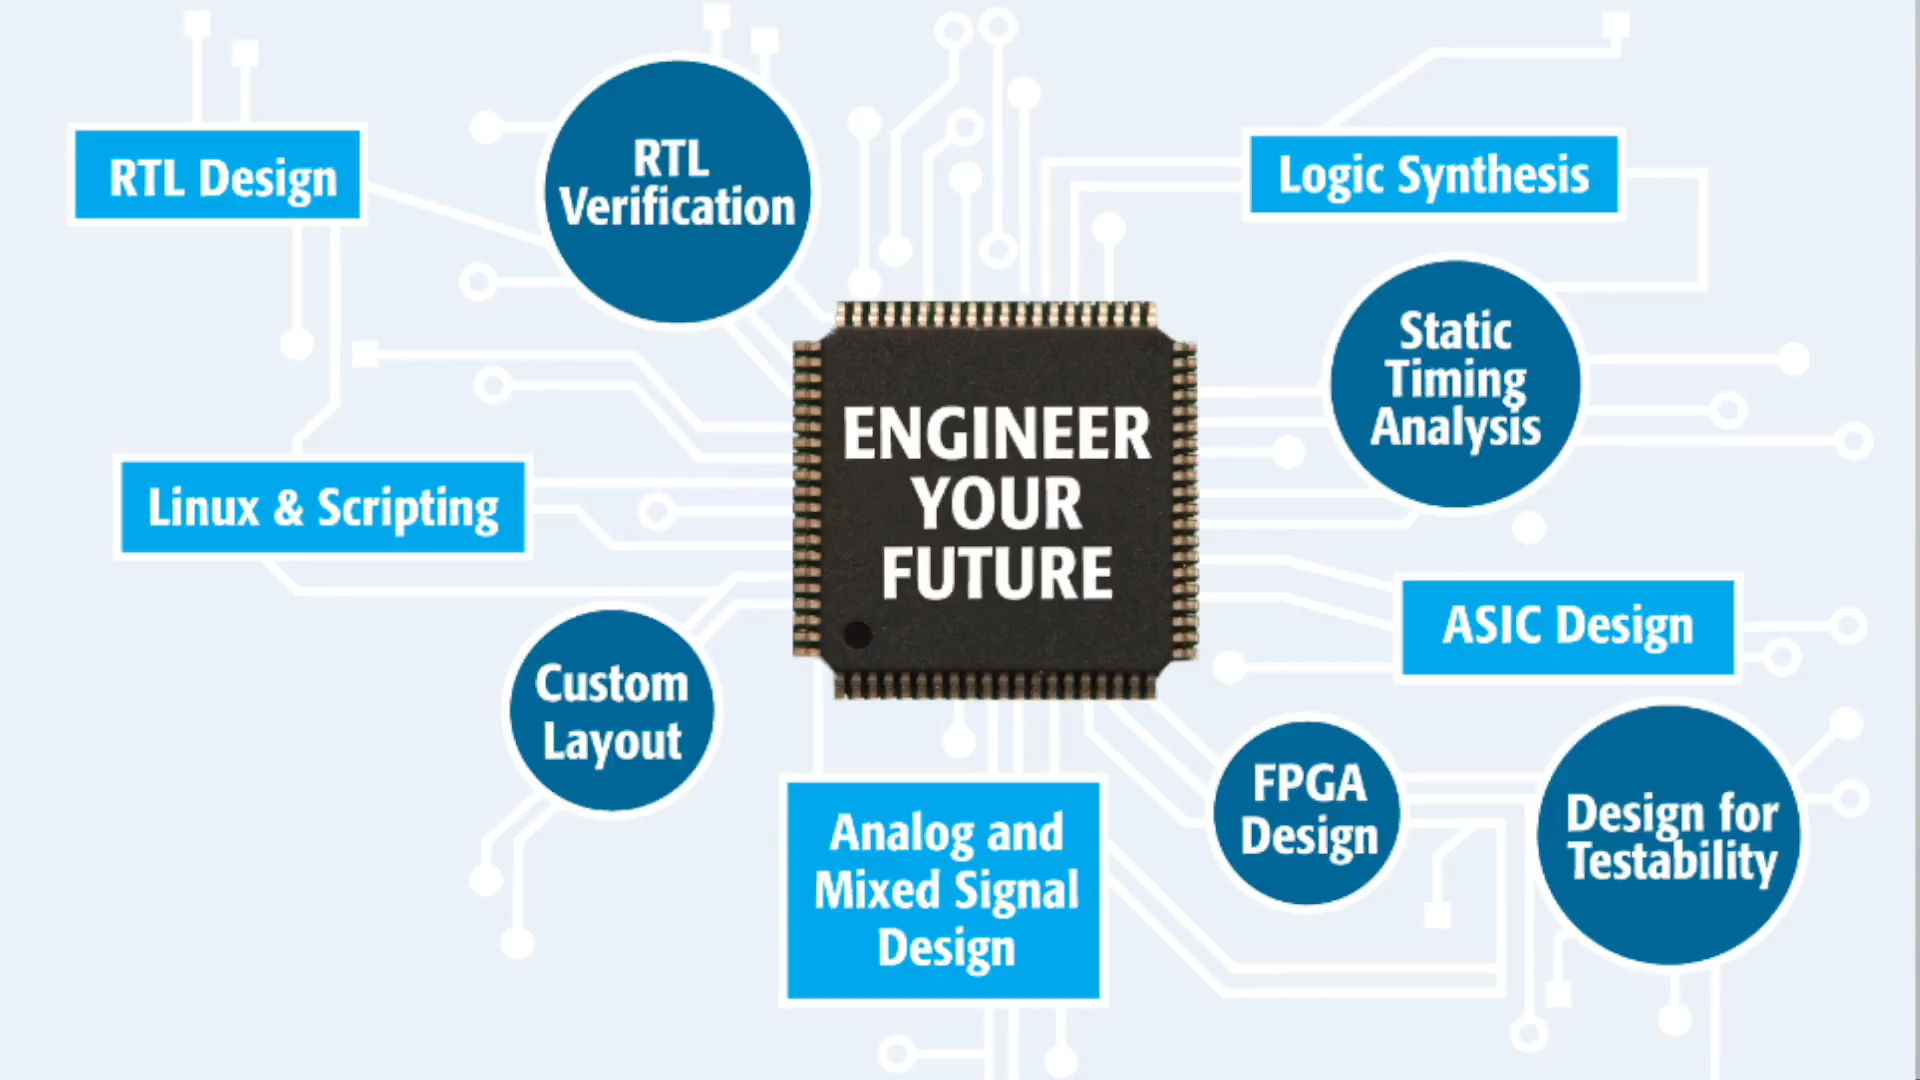 RTL Design
RTL
Verification
Logic Synthesis
Static
Timing
Analysis
ENGINEER
YOUR
FUTURE
Linux & Scripting
ASIC Design
Custom
Layout
Analog and
Mixed Signal
Design
FPGA
Design
Design for
Testability